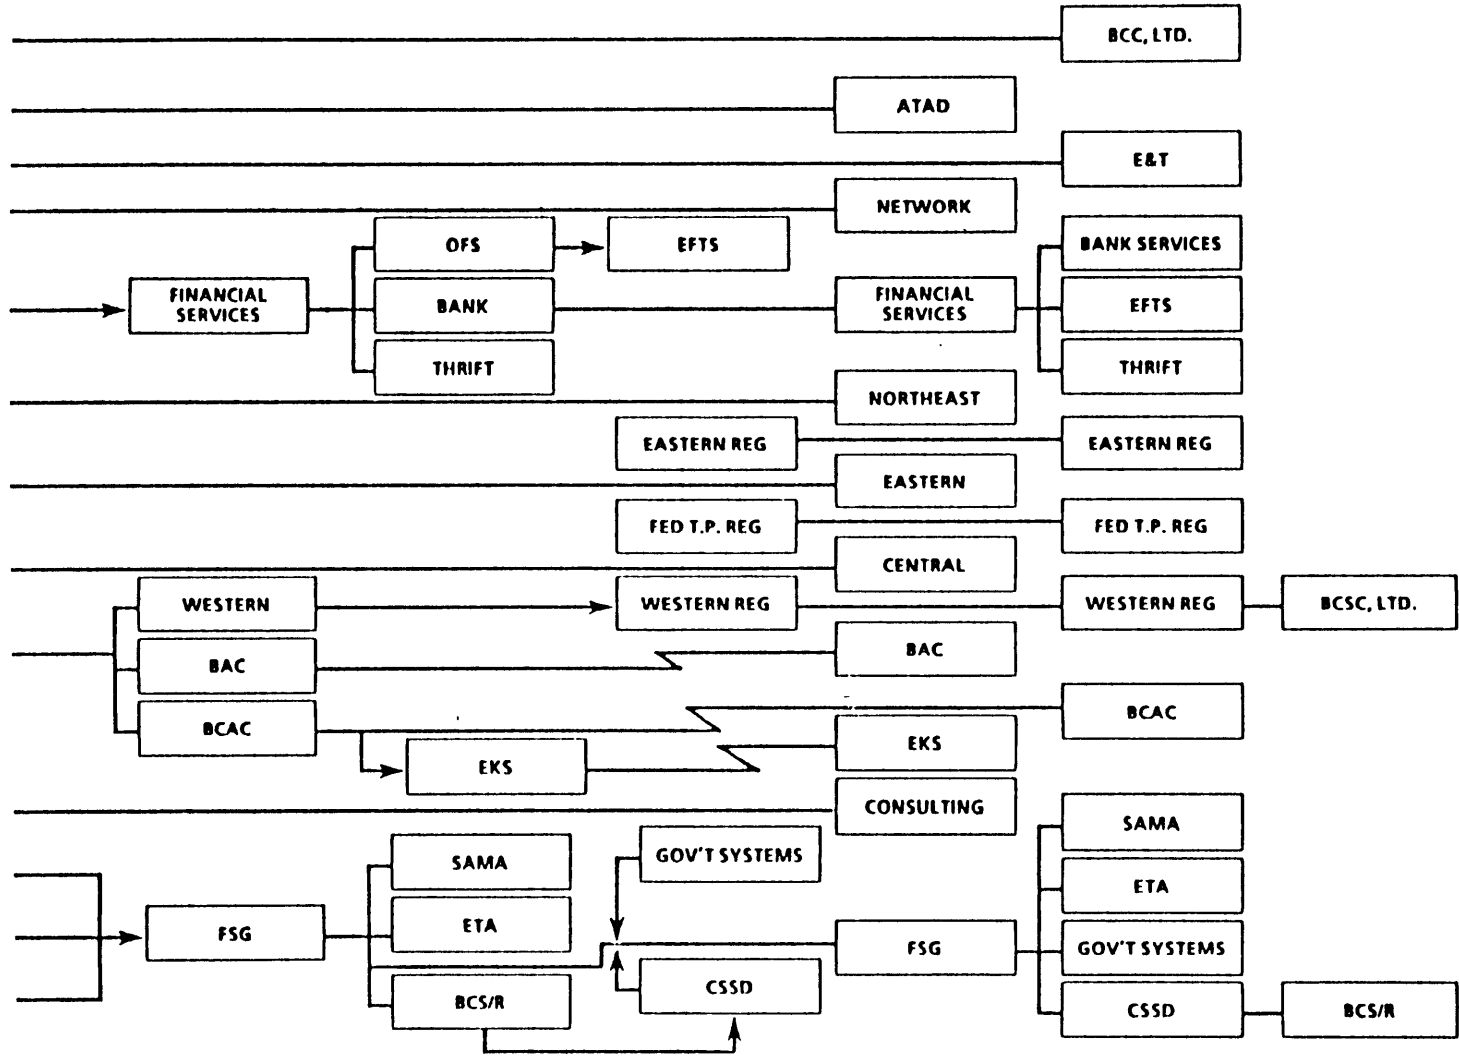 BCC, LTD.
ATAD
E&T
NETWORK
OFS
EFTS
BANK SERVICES
FINANCIAL
SERVICES
BANK
FINANCIAL
SERVICES
EFTS
THRIFT
THRIFT
NORTHEAST
EASTERN REG
EASTERN REG
EASTERN
FED T.P. REG
FED T.P. REG
CENTRAL
WESTERN
WESTERN REG
WESTERN REG
BCSC, LTD.
BAC
BAC
BCAC
BCAC
EKS
EKS
CONSULTING
SAMA
SAMA
GOV'T SYSTEMS
ETA
ETA
FSG
FSG
GOV'T SYSTEMS
BCS/R
CSSD
CSSD
BCS/R